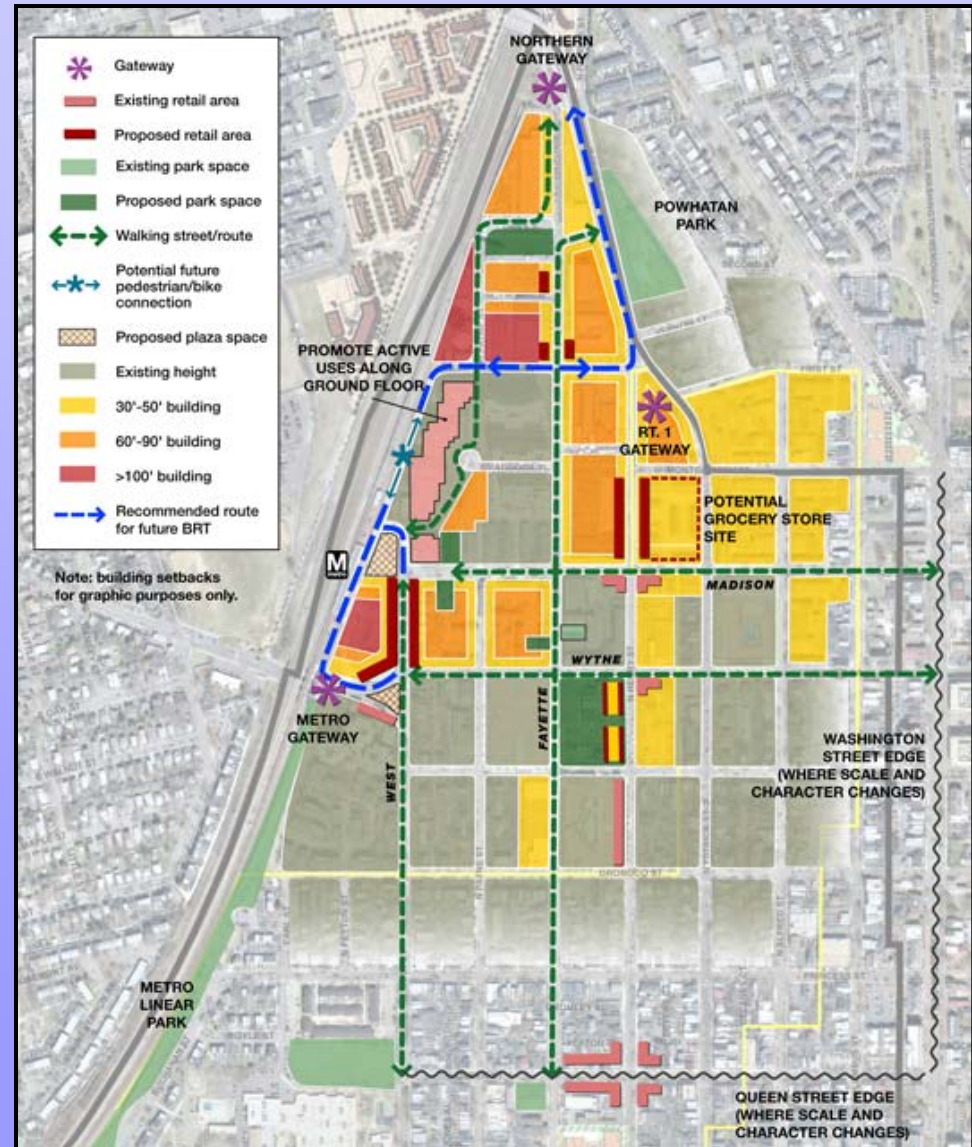 Gateway
Existing retail area
Proposed retail area
Existing park space
Proposed park space
Walking street/route
Potential future
pedestrian/bike
connection
Proposed plaza space
Existing height
30'-50' building
60'-90' building
>100' building
Recommended route
for future BRT
Note: building setbacks
for graphic purposes only.
NORTHERN
GATEWAY
POWHATAN
PARK
PROMOTE ACTIVE
USES ALONG
GROUND FLOOR
FIRST ST
RT. 1
GATEWAY
POTENTIAL
GROCERY STORE
SITE
M
MADISON
WYTHE
METRO
GATEWAY
WEST
FAYETTE
WASHINGTON
STREET EDGE
(WHERE SCALE AND
CHARACTER CHANGES)
ORONOCO ST
METRO
LINEAR
PARK
QUEEN STREET EDGE
(WHERE SCALE AND
CHARACTER CHANGES)